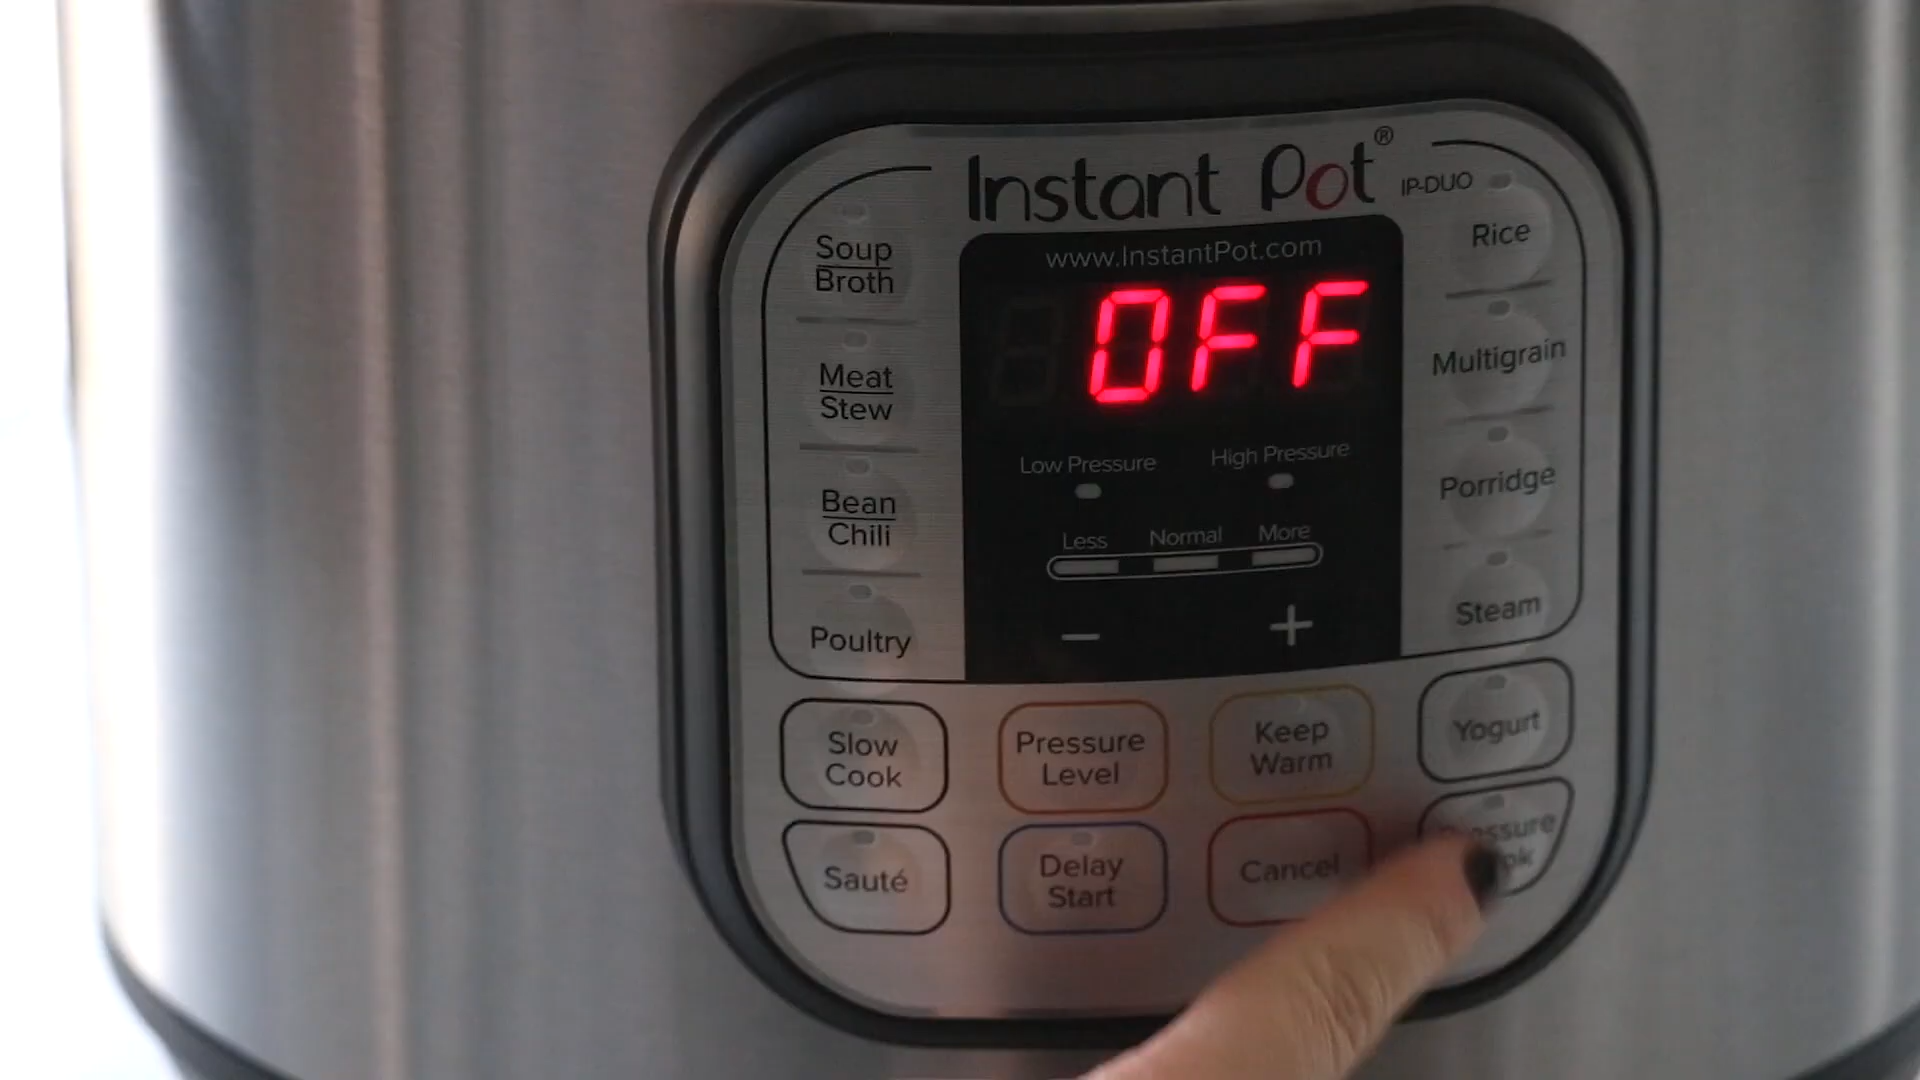 Instant Pot®
IP-DUO
www.InstantPot.com
OFF
Low Pressure
High Pressure
Less
Normal
More
−
+
Soup
Broth
Meat
Stew
Bean
Chili
Poultry
Rice
Multigrain
Porridge
Steam
Slow
Cook
Pressure
Level
Keep
Warm
Yogurt
Sauté
Delay
Start
Cancel